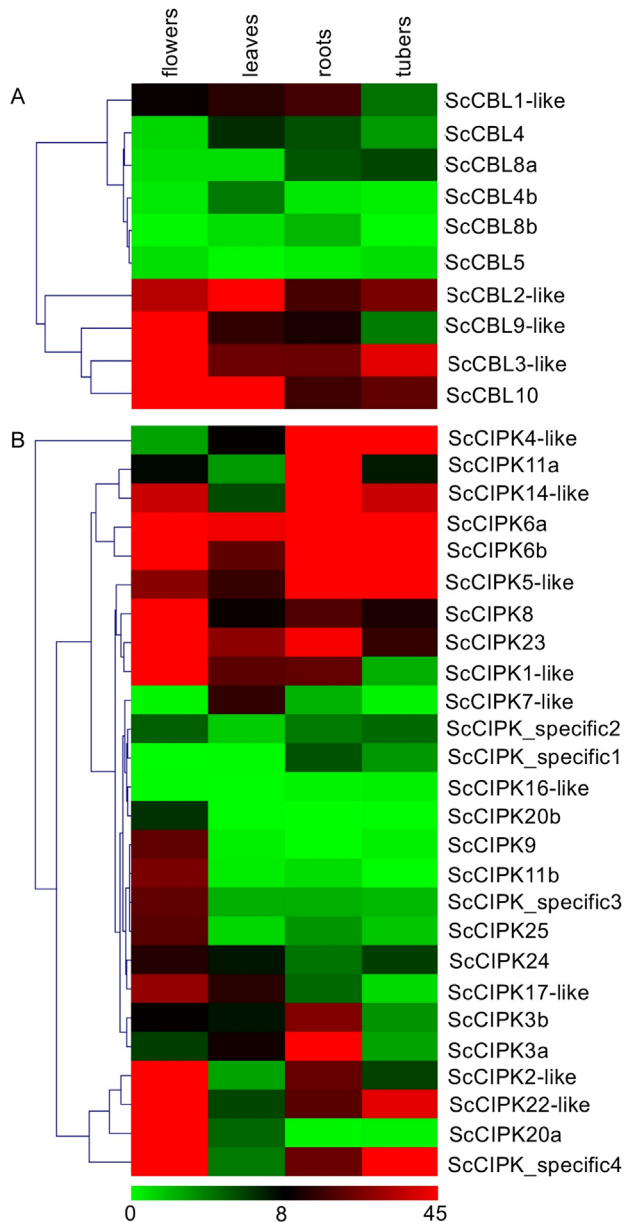 flowers leaves roots tubers
A
ScCBL1-like
ScCBL4
ScCBL8a
ScCBL4b
ScCBL8b
ScCBL5
ScCBL2-like
ScCBL9-like
ScCBL3-like
ScCBL10
B
ScCIPK4-like
ScCIPK11a
ScCIPK14-like
ScCIPK6a
ScCIPK6b
ScCIPK5-like
ScCIPK8
ScCIPK23
ScCIPK1-like
ScCIPK7-like
ScCIPK_specific2
ScCIPK_specific1
ScCIPK16-like
ScCIPK20b
ScCIPK9
ScCIPK11b
ScCIPK_specific3
ScCIPK25
ScCIPK24
ScCIPK17-like
ScCIPK3b
ScCIPK3a
ScCIPK2-like
ScCIPK22-like
ScCIPK20a
ScCIPK_specific4
0 8 45